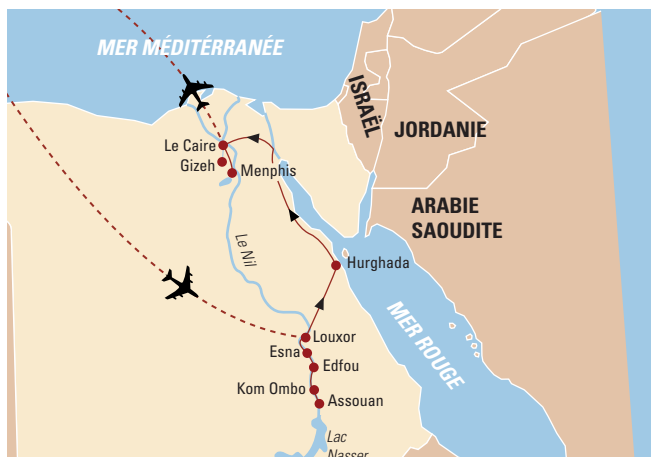 MER MÉDITÉRRANÉE
ISRAËL
JORDANIE
Le Caire
Gizeh
Menphis
ARABIE
SAOUDITE
Le Nil
Hurghada
MER ROUGE
Louxor
Esna
Edfou
Kom Ombo
Assouan
Lac
Nasser